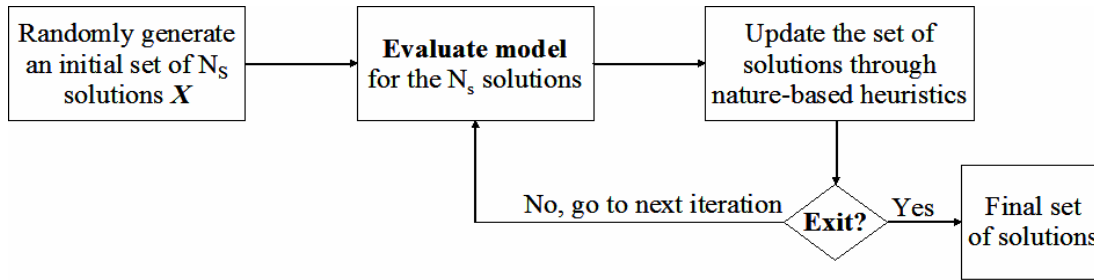 Randomly generate
an initial set of NS
solutions X
Evaluate model
for the Ns solutions
Update the set of
solutions through
nature-based heuristics
No, go to next iteration
Exit?
Yes
Final set
of solutions